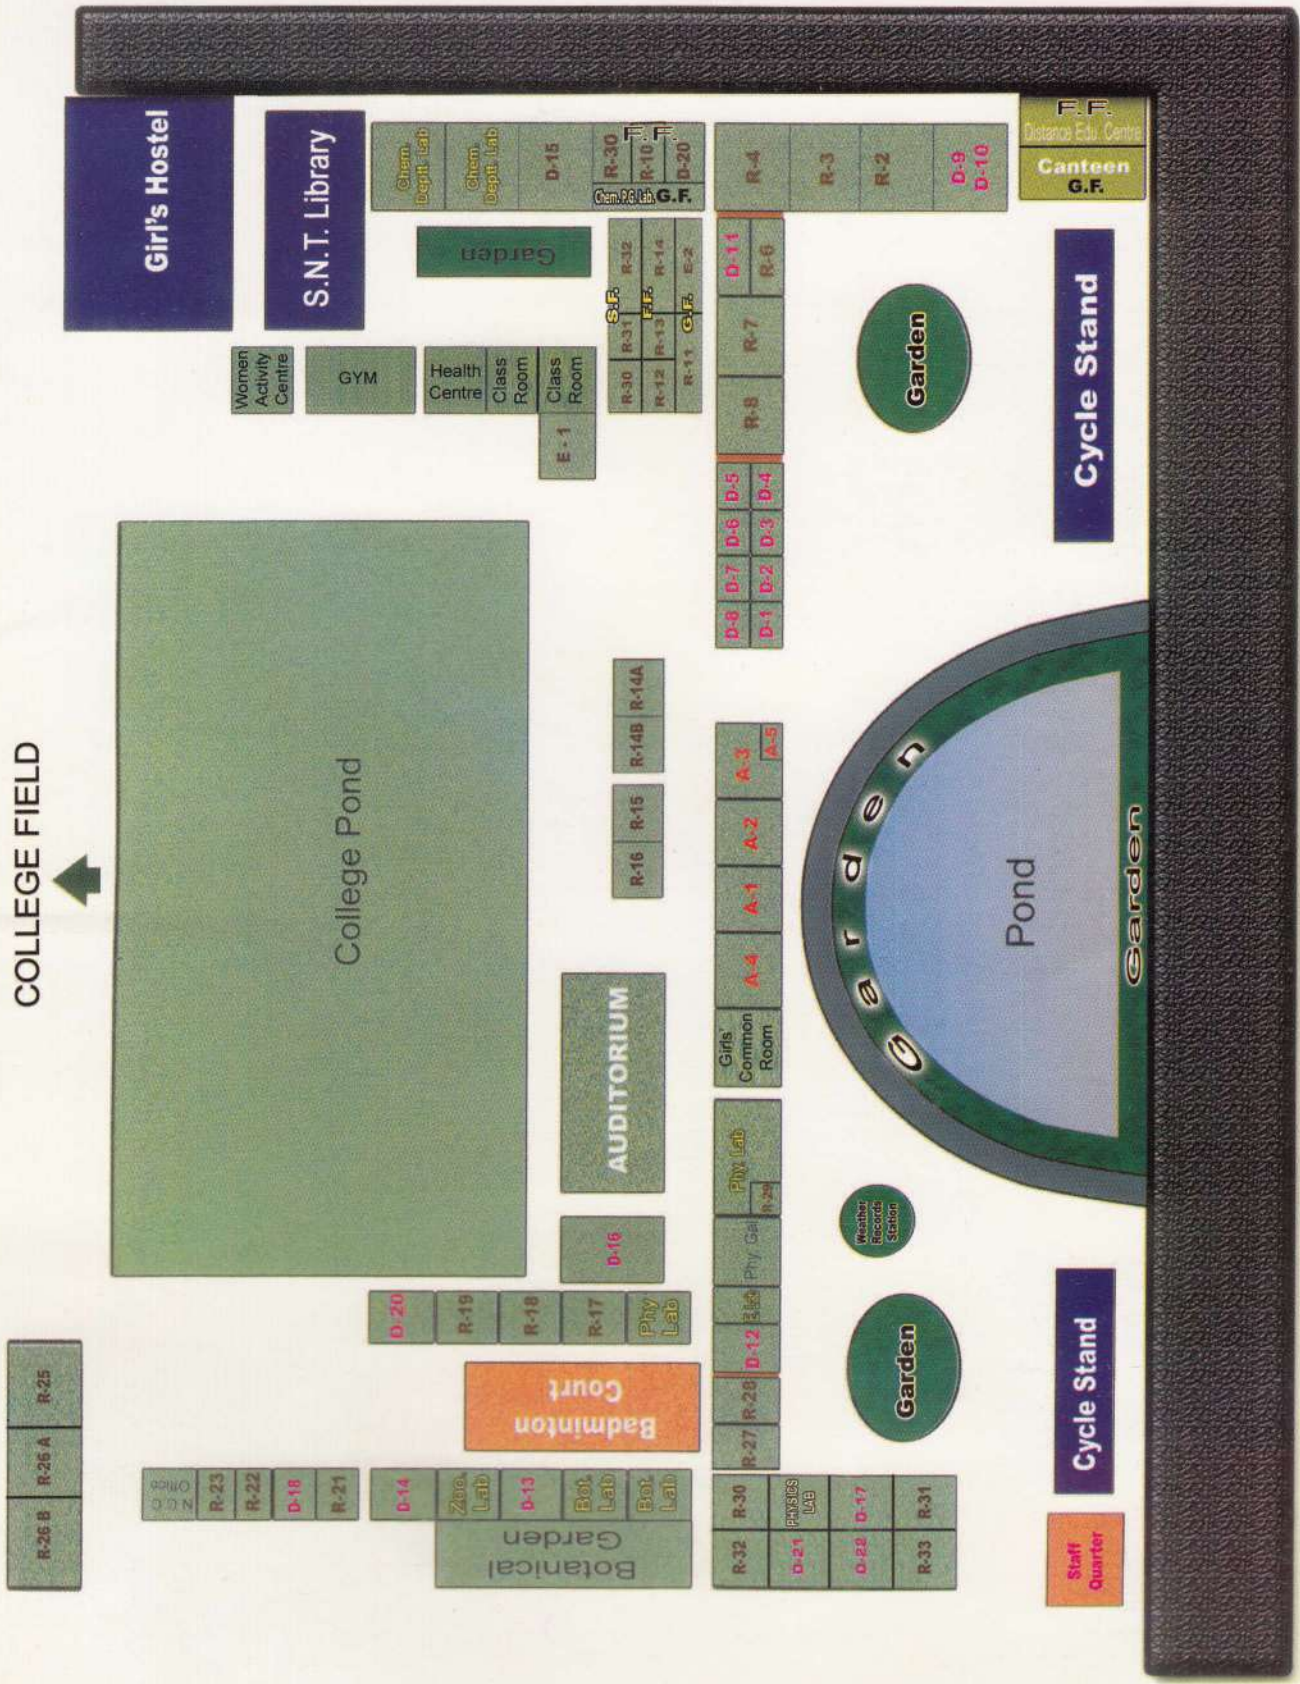 COLLEGE FIELD
R-26 B
R-26 A
R-25
Girl's Hostel
S.N.T. Library
Women
Activity
Centre
GYM
Health
Centre
Class
Room
Class
Room
E - 1
Chem.
Deptt. Lab
Chem.
Deptt. Lab
D-15
F. F.
R-30
R-10
D-20
Chem. P.G. Lab.
G.F.
Garden
S.F.
R-30
R-31
R-32
F.F.
R-12
R-13
R-14
G.F.
R-11
E-2
College Pond
N C C
Office
R-23
R-22
D-18
R-21
D-14
Zoo.
Lab
D-13
Bot.
Lab
Bot.
Lab
Botanical
Garden
Badminton
Court
D-20
R-19
R-18
R-17
Phy
Lab
D-16
AUDITORIUM
R-16
R-15
R-14B
R-14A
R-32
R-30
D-21
PHYSICS
LAB
D-22
D-17
R-33
R-31
R-27
R-28
D-12
E.Lab
Phy. Gal
Phy. Lab
R-29
Girls'
Common
Room
A-4
A-1
A-2
A-3
A-5
D-8
D-7
D-6
D-5
D-1
D-2
D-3
D-4
R-8
R-7
D-11
R-6
R-4
R-3
R-2
D-9
D-10
F.F.
Distance Edu. Centre
Canteen
G.F.
Garden
Weather
Records
Station
Garden
Pond
Garden
Garden
Staff
Quarter
Cycle Stand
Cycle Stand